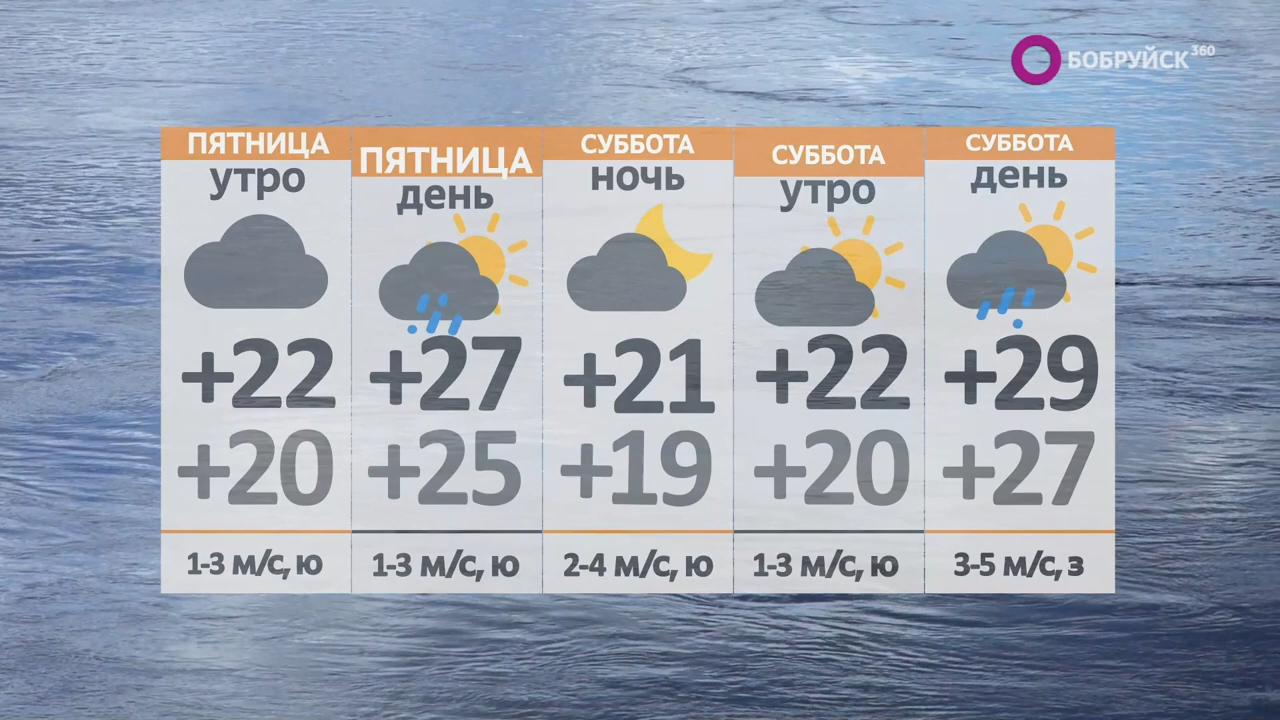 БОБРУЙСК 360
ПЯТНИЦА
утро
+22
+20
1-3 м/с, ю
ПЯТНИЦА
день
+27
+25
1-3 м/с, ю
СУББОТА
ночь
+21
+19
2-4 м/с, ю
СУББОТА
утро
+22
+20
1-3 м/с, ю
СУББОТА
день
+29
+27
3-5 м/с, з